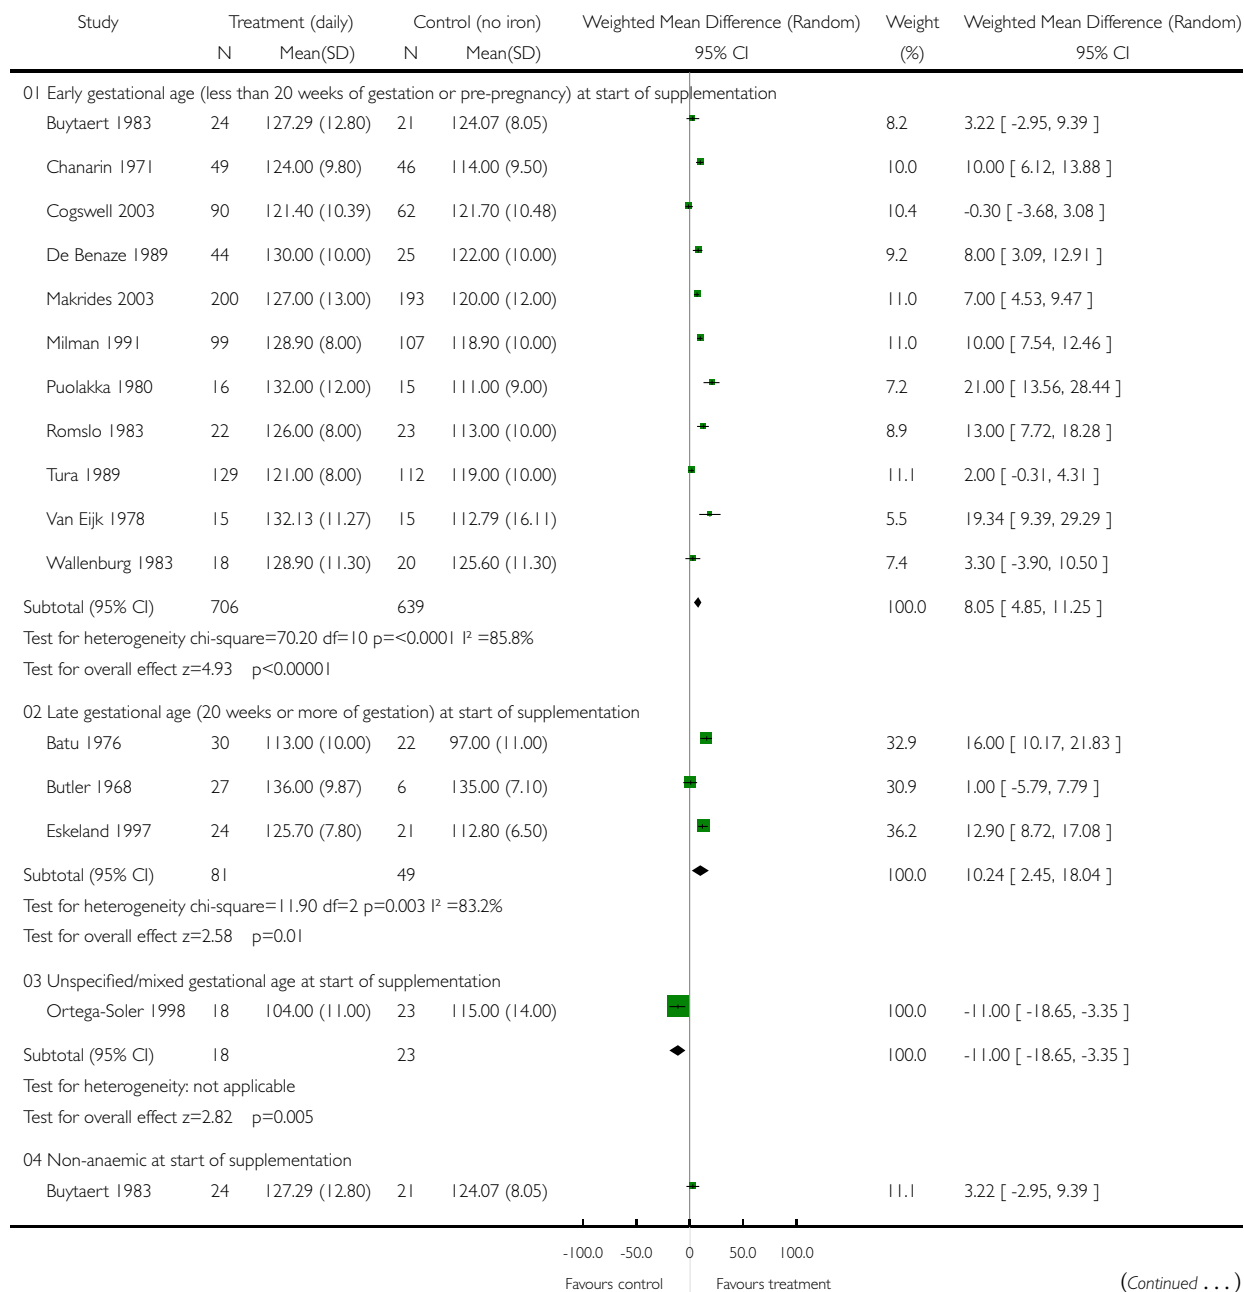 Study Treatment (daily) Control (no iron) Weighted Mean Difference (Random) Weight Weighted Mean Difference (Random)
N Mean(SD) N Mean(SD) 95% CI (%) 95% CI
01 Early gestational age (less than 20 weeks of gestation or pre-pregnancy) at start of supplementation
Buytaert 1983 24 127.29 (12.80) 21 124.07 (8.05) 8.2 3.22 [ -2.95, 9.39 ]
Chanarin 1971 49 124.00 (9.80) 46 114.00 (9.50) 10.0 10.00 [ 6.12, 13.88 ]
Cogswell 2003 90 121.40 (10.39) 62 121.70 (10.48) 10.4 -0.30 [ -3.68, 3.08 ]
De Benaze 1989 44 130.00 (10.00) 25 122.00 (10.00) 9.2 8.00 [ 3.09, 12.91 ]
Makrides 2003 200 127.00 (13.00) 193 120.00 (12.00) 11.0 7.00 [ 4.53, 9.47 ]
Milman 1991 99 128.90 (8.00) 107 118.90 (10.00) 11.0 10.00 [ 7.54, 12.46 ]
Puolakka 1980 16 132.00 (12.00) 15 111.00 (9.00) 7.2 21.00 [ 13.56, 28.44 ]
Romslo 1983 22 126.00 (8.00) 23 113.00 (10.00) 8.9 13.00 [ 7.72, 18.28 ]
Tura 1989 129 121.00 (8.00) 112 119.00 (10.00) 11.1 2.00 [ -0.31, 4.31 ]
Van Eijk 1978 15 132.13 (11.27) 15 112.79 (16.11) 5.5 19.34 [ 9.39, 29.29 ]
Wallenburg 1983 18 128.90 (11.30) 20 125.60 (11.30) 7.4 3.30 [ -3.90, 10.50 ]
Subtotal (95% CI) 706 639 100.0 8.05 [ 4.85, 11.25 ]
Test for heterogeneity chi-square=70.20 df=10 p=<0.0001 I² =85.8%
Test for overall effect z=4.93 p<0.00001
02 Late gestational age (20 weeks or more of gestation) at start of supplementation
Batu 1976 30 113.00 (10.00) 22 97.00 (11.00) 32.9 16.00 [ 10.17, 21.83 ]
Butler 1968 27 136.00 (9.87) 6 135.00 (7.10) 30.9 1.00 [ -5.79, 7.79 ]
Eskeland 1997 24 125.70 (7.80) 21 112.80 (6.50) 36.2 12.90 [ 8.72, 17.08 ]
Subtotal (95% CI) 81 49 100.0 10.24 [ 2.45, 18.04 ]
Test for heterogeneity chi-square=11.90 df=2 p=0.003 I² =83.2%
Test for overall effect z=2.58 p=0.01
03 Unspecified/mixed gestational age at start of supplementation
Ortega-Soler 1998 18 104.00 (11.00) 23 115.00 (14.00) 100.0 -11.00 [ -18.65, -3.35 ]
Subtotal (95% CI) 18 23 100.0 -11.00 [ -18.65, -3.35 ]
Test for heterogeneity: not applicable
Test for overall effect z=2.82 p=0.005
04 Non-anaemic at start of supplementation
Buytaert 1983 24 127.29 (12.80) 21 124.07 (8.05) 11.1 3.22 [ -2.95, 9.39 ]
-100.0 -50.0 0 50.0 100.0
Favours control Favours treatment (Continued . . . )